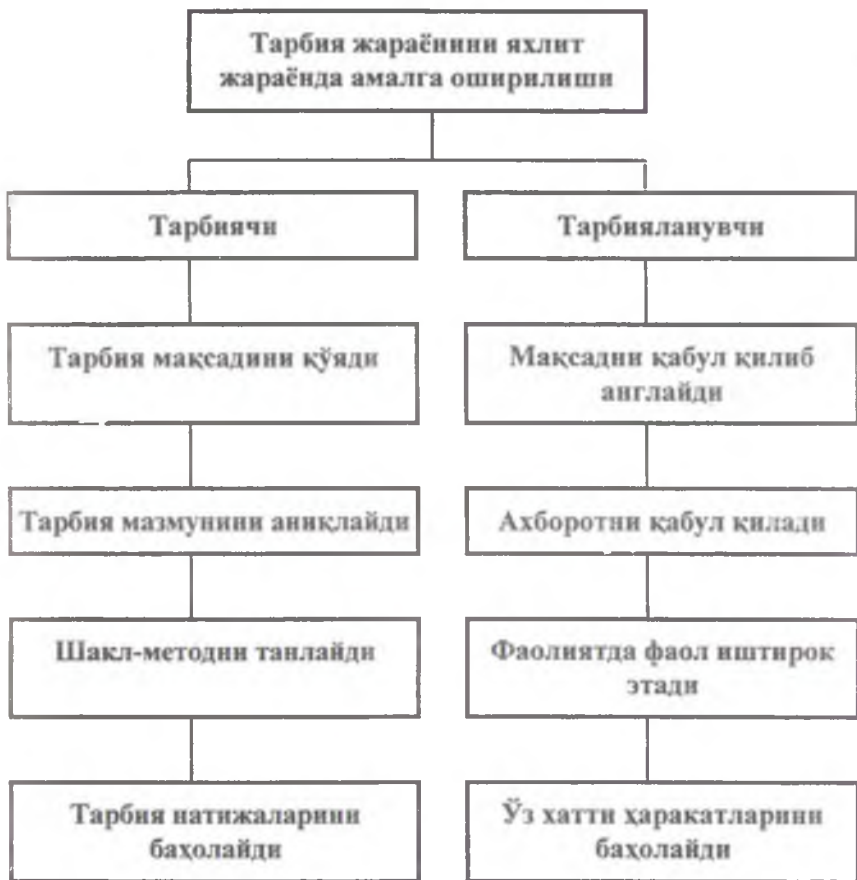 Тарбия жараёнини яхлит
жараёнда амалга оширилиши
Тарбиячи
Тарбияланувчи
Тарбия мақсадини қўяди
Мақсадни қабул қилиб
англайди
Тарбия мазмунини аниқлайди
Ахборотни қабул қилади
Шакл-методни танлайди
Фаолиятда фаол иштирок
этади
Тарбия натижаларини
баҳолайди
Ўз хатти ҳаракатларини
баҳолайди